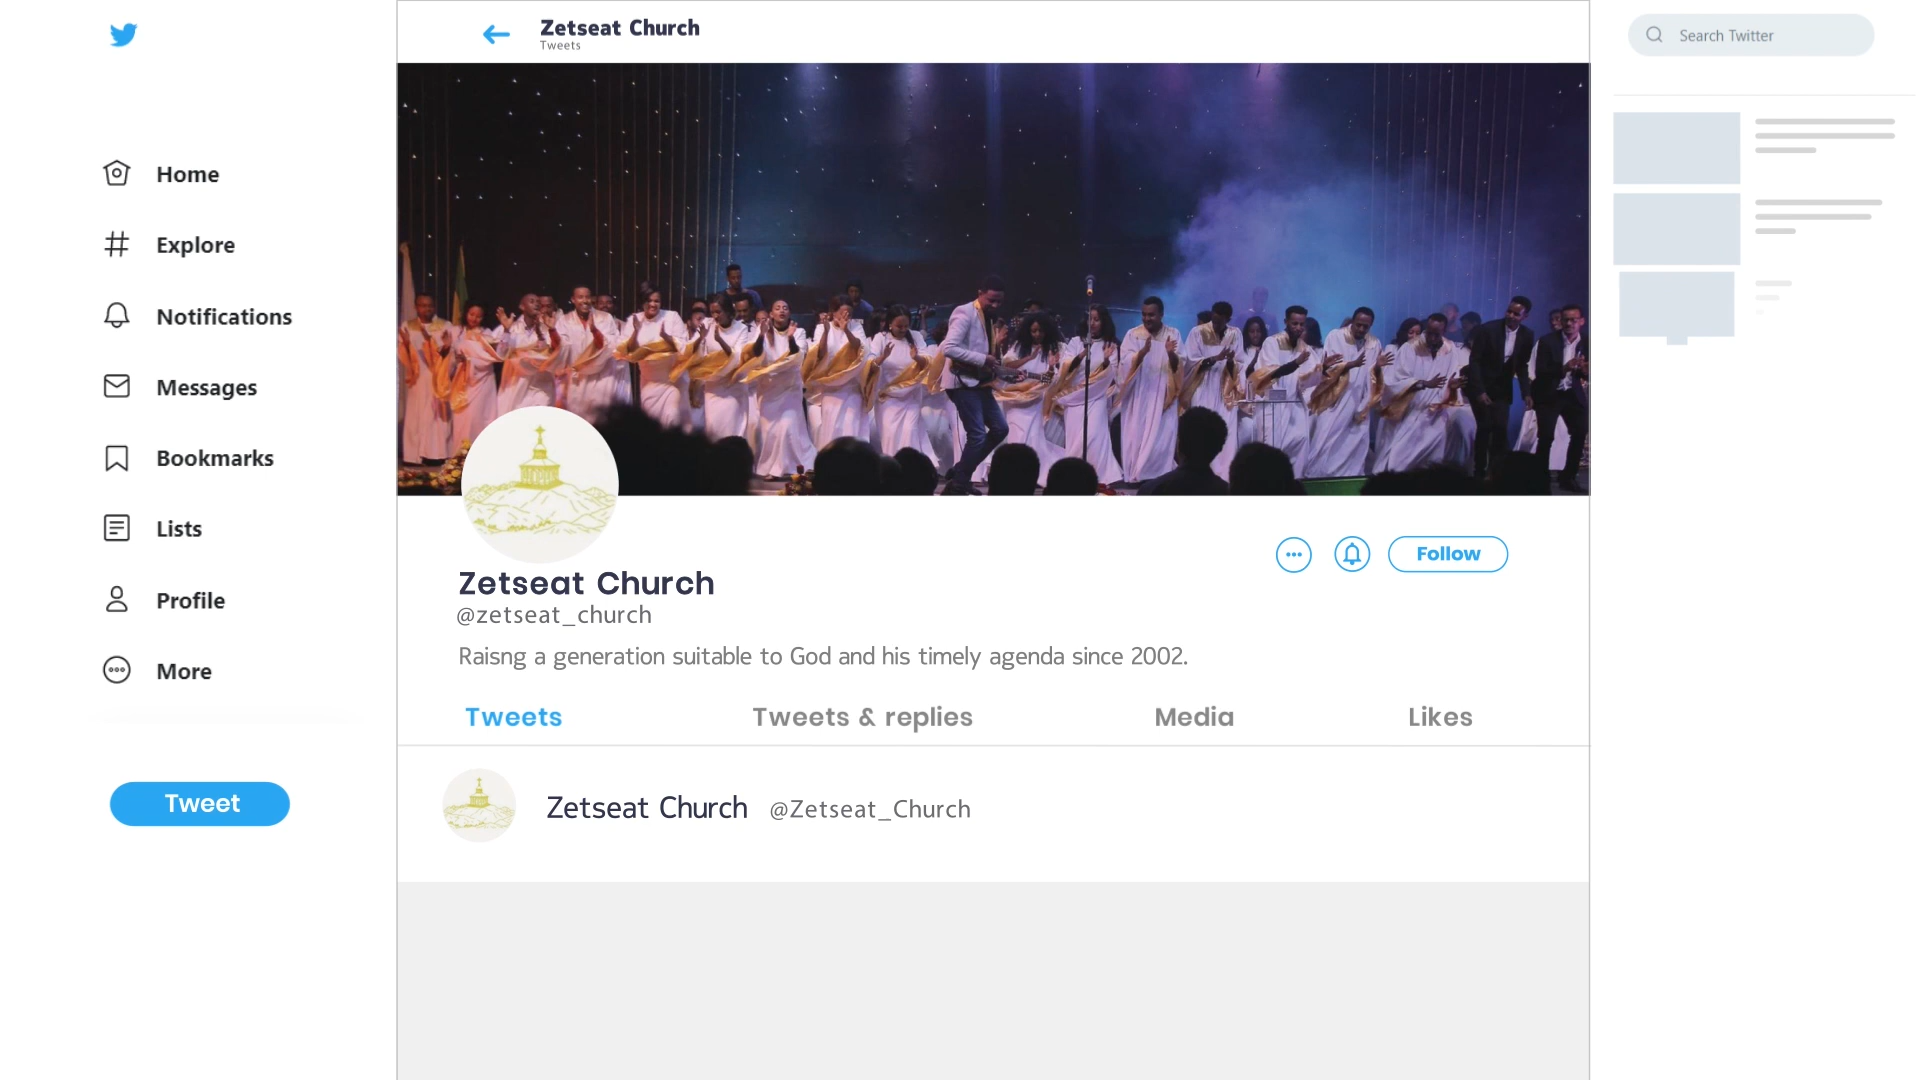 Zetseat Church
Tweets
Search Twitter
Home
Explore
Notifications
Messages
Bookmarks
Lists
Profile
More
Tweet
Follow
Zetseat Church
@zetseat_church
Raisng a generation suitable to God and his timely agenda since 2002.
Tweets
Tweets & replies
Media
Likes
Zetseat Church @Zetseat_Church